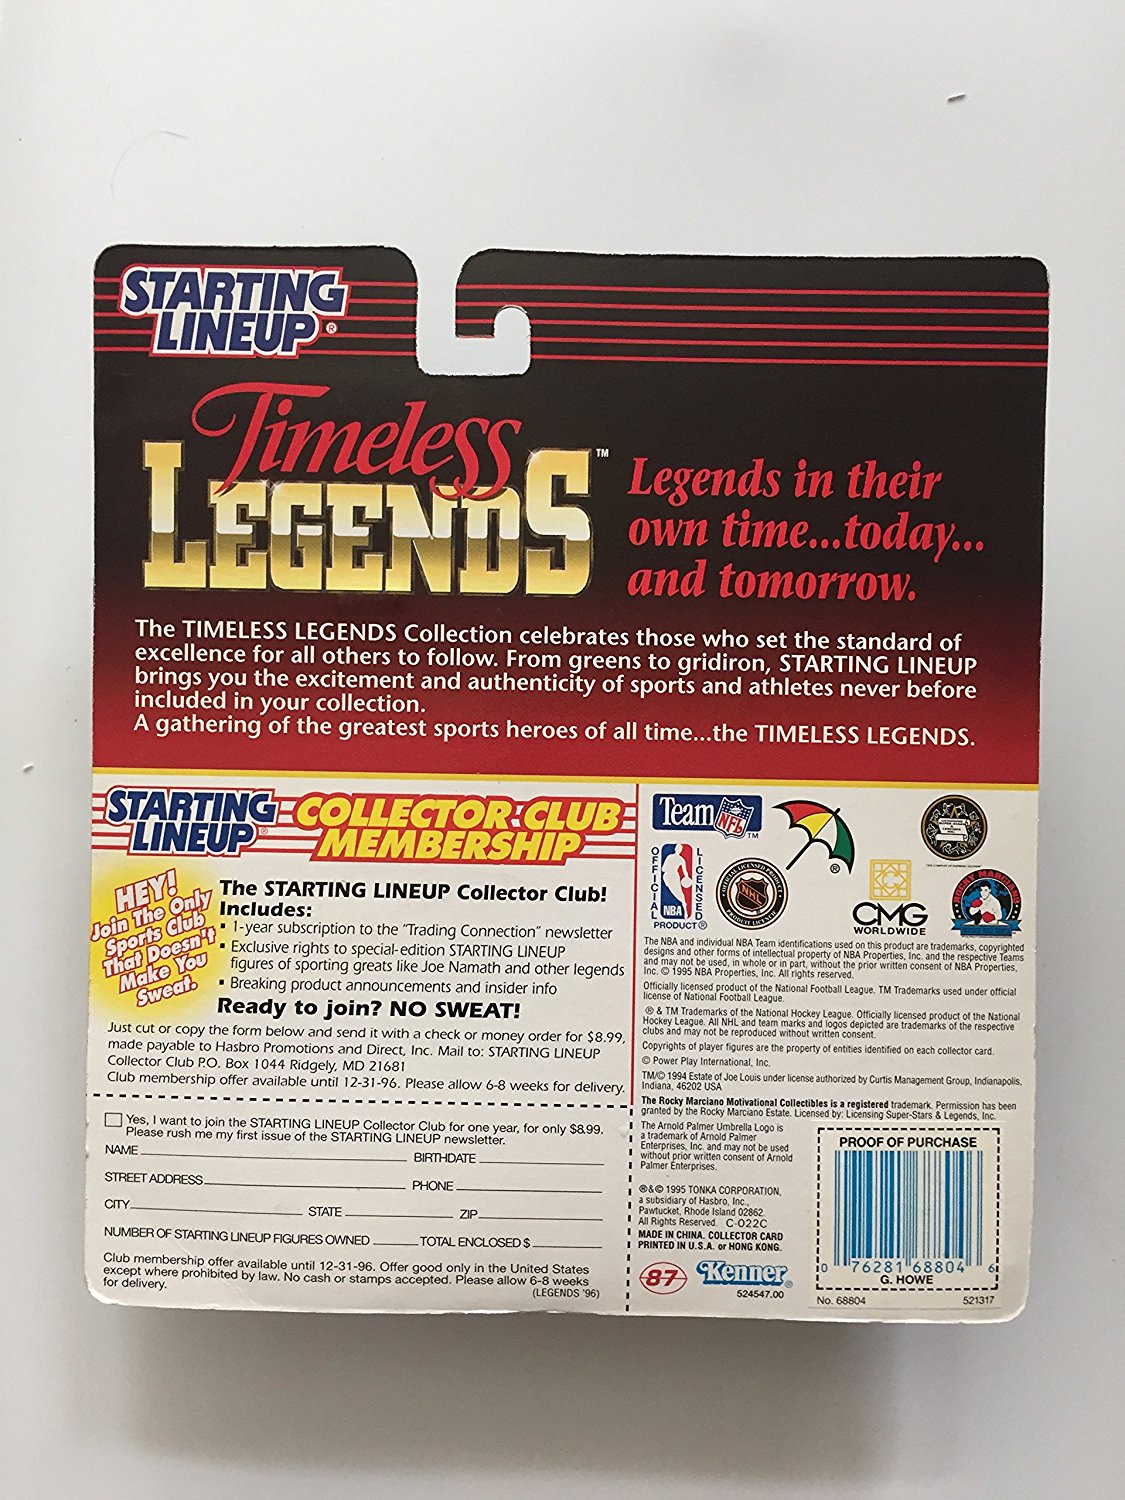 STARTING
LINEUP®
Timeless
LEGENDS™
Legends in their
own time...today...
and tomorrow.
The TIMELESS LEGENDS Collection celebrates those who set the standard of
excellence for all others to follow. From greens to gridiron, STARTING LINEUP
brings you the excitement and authenticity of sports and athletes never before
included in your collection.
A gathering of the greatest sports heroes of all time...the TIMELESS LEGENDS.
STARTING
LINEUP®
COLLECTOR CLUB
MEMBERSHIP
HEY!
Join The Only
Sports Club
That Doesn't
Make You
Sweat.
The STARTING LINEUP Collector Club!
Includes:
• 1-year subscription to the "Trading Connection" newsletter
• Exclusive rights to special-edition STARTING LINEUP
figures of sporting greats like Joe Namath and other legends
• Breaking product announcements and insider info
Ready to join? NO SWEAT!
Just cut or copy the form below and send it with a check or money order for $8.99,
made payable to Hasbro Promotions and Direct, Inc. Mail to: STARTING LINEUP
Collector Club P.O. Box 1044 Ridgely, MD 21681
Club membership offer available until 12-31-96. Please allow 6-8 weeks for delivery.
Yes, I want to join the STARTING LINEUP Collector Club for one year, for only $8.99.
Please rush me my first issue of the STARTING LINEUP newsletter.
NAME BIRTHDATE
STREET ADDRESS PHONE
CITY STATE ZIP
NUMBER OF STARTING LINEUP FIGURES OWNED TOTAL ENCLOSED $
Club membership offer available until 12-31-96. Offer good only in the United States
except where prohibited by law. No cash or stamps accepted. Please allow 6-8 weeks
for delivery.
(LEGENDS '96)
Team NFL™
®
OFFICIAL LICENSED
NBA
PRODUCT®
NHL
CMG
WORLDWIDE
ROCKY MARCIANO
The NBA and individual NBA Team identifications used on this product are trademarks, copyrighted
designs and other forms of intellectual property of NBA Properties, Inc. and the respective Teams
and may not be used, in whole or in part, without the prior written consent of NBA Properties,
Inc. © 1995 NBA Properties, Inc. All rights reserved.
Officially licensed product of the National Football League. TM Trademarks used under official
license of National Football League.
® & TM Trademarks of the National Hockey League. Officially licensed product of the National
Hockey League. All NHL and team marks and logos depicted are trademarks of the respective
clubs and may not be reproduced without written consent.
Copyrights of player figures are the property of entities identified on each collector card.
© Power Play International, Inc.
TM/© 1994 Estate of Joe Louis under license authorized by Curtis Management Group, Indianapolis,
Indiana, 46202 USA
The Rocky Marciano Motivational Collectibles is a registered trademark. Permission has been
granted by the Rocky Marciano Estate. Licensed by: Licensing Super-Stars & Legends, Inc.
The Arnold Palmer Umbrella Logo is
a trademark of Arnold Palmer
Enterprises, Inc. and may not be used
without prior written consent of Arnold
Palmer Enterprises.
®&© 1995 TONKA CORPORATION,
a subsidiary of Hasbro, Inc.,
Pawtucket, Rhode Island 02862.
All Rights Reserved. C-022C
MADE IN CHINA. COLLECTOR CARD
PRINTED IN U.S.A. or HONG KONG.
87
Kenner®
524547.00
PROOF OF PURCHASE
0 76281 68804 6
G. HOWE
No. 68804 521317